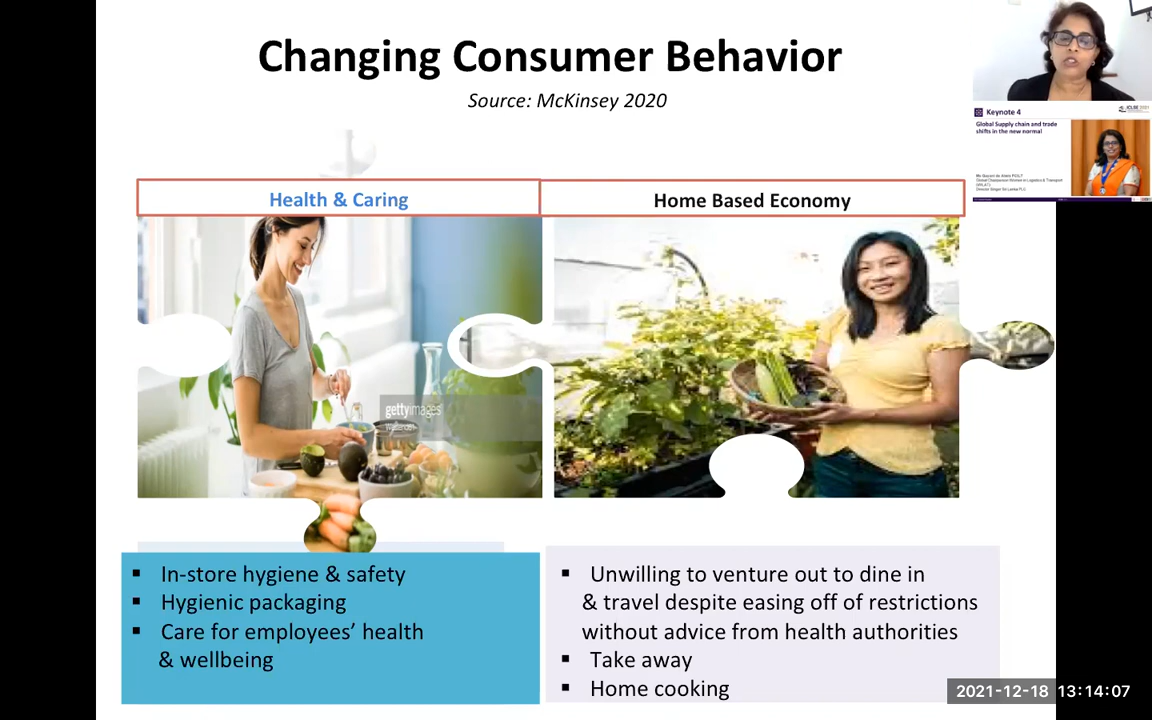 Changing Consumer Behavior
Source: McKinsey 2020
Keynote 4
Global Supply chain and trade
shifts in the new normal
Health & Caring
Home Based Economy
gettyimages
▪ In-store hygiene & safety
▪ Hygienic packaging
▪ Care for employees’ health
& wellbeing
▪ Unwilling to venture out to dine in
& travel despite easing off of restrictions
without advice from health authorities
▪ Take away
▪ Home cooking
2021-12-18 13:14:07